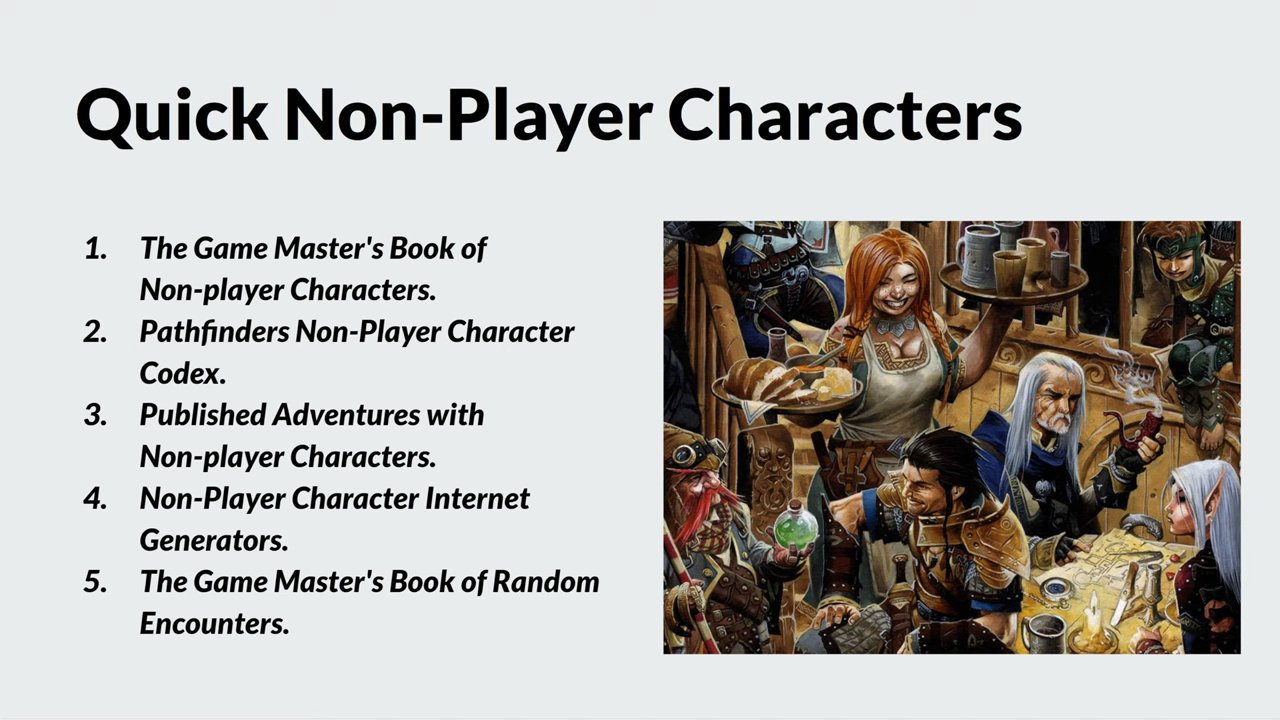 Quick Non-Player Characters
1. The Game Master's Book of
Non-player Characters.
2. Pathfinders Non-Player Character
Codex.
3. Published Adventures with
Non-player Characters.
4. Non-Player Character Internet
Generators.
5. The Game Master's Book of Random
Encounters.